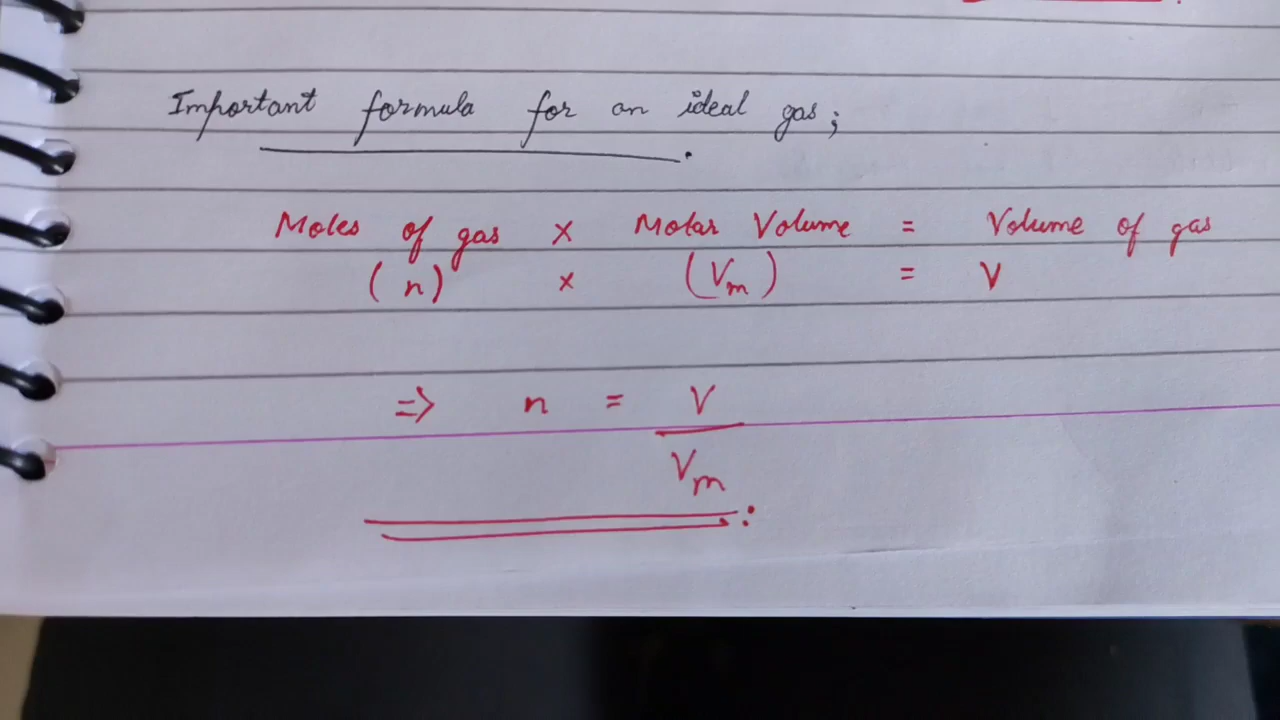 Important formula for an ideal gas;
Moles of gas × Molar Volume = Volume of gas
(n) × (Vm) = V
=> n = V
Vm